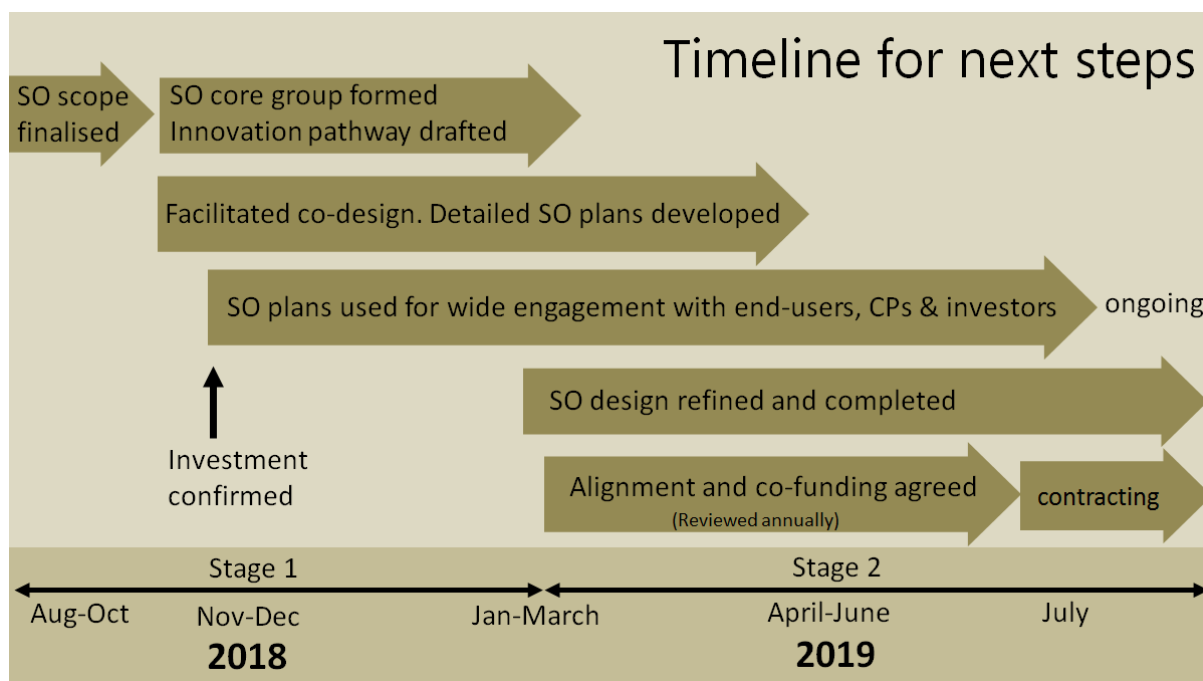 Timeline for next steps
SO scope
finalised
SO core group formed
Innovation pathway drafted
Facilitated co-design. Detailed SO plans developed
SO plans used for wide engagement with end-users, CPs & investors
ongoing
SO design refined and completed
Investment
confirmed
Alignment and co-funding agreed
(Reviewed annually)
contracting
Stage 1
Stage 2
Aug-Oct
Nov-Dec
Jan-March
April-June
July
2018
2019